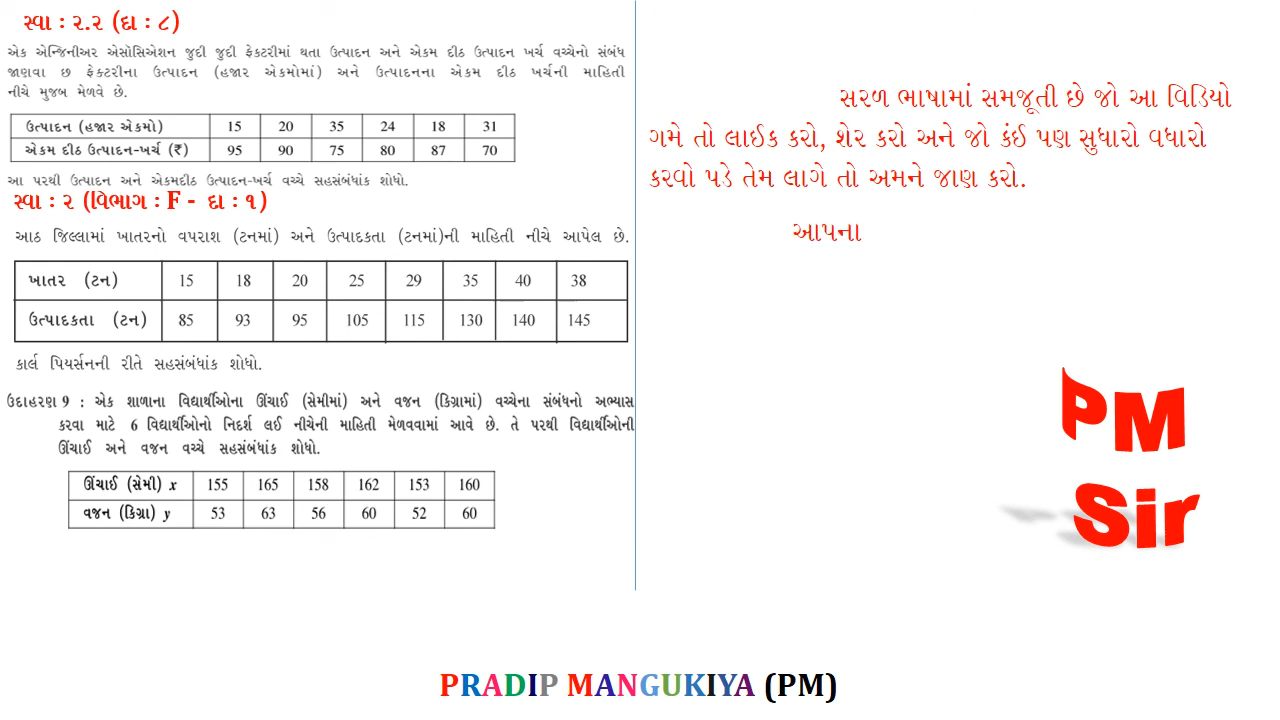 સ્વા : ૨.૨ (દા : ૮)
એક એન્જિનીઅર એસોસિએશન જુદી જુદી ફેક્ટરીમાં થતા ઉત્પાદન અને એકમ દીઠ ઉત્પાદન ખર્ચ વચ્ચેનો સંબંધ
જાણવા છ ફેક્ટરીના ઉત્પાદન (હજાર એકમોમાં) અને ઉત્પાદનના એકમ દીઠ ખર્ચની માહિતી
નીચે મુજબ મેળવે છે.
ઉત્પાદન (હજાર એકમો) 15 20 35 24 18 31
એકમ દીઠ ઉત્પાદન-ખર્ચ (₹) 95 90 75 80 87 70
આ પરથી ઉત્પાદન અને એકમદીઠ ઉત્પાદન-ખર્ચ વચ્ચે સહસંબંધાંક શોધો.
સ્વા : ૨ (વિભાગ : F - દા : ૧)
આઠ જિલ્લામાં ખાતરનો વપરાશ (ટનમાં) અને ઉત્પાદકતા (ટનમાં)ની માહિતી નીચે આપેલ છે.
ખાતર (ટન) 15 18 20 25 29 35 40 38
ઉત્પાદકતા (ટન) 85 93 95 105 115 130 140 145
કાર્લ પિયર્સનની રીતે સહસંબંધાંક શોધો.
ઉદાહરણ 9 : એક શાળાના વિદ્યાર્થીઓના ઊંચાઈ (સેમીમાં) અને વજન (કિગ્રામાં) વચ્ચેના સંબંધનો અભ્યાસ
કરવા માટે 6 વિદ્યાર્થીઓનો નિદર્શ લઈ નીચેની માહિતી મેળવવામાં આવે છે. તે પરથી વિદ્યાર્થીઓની
ઊંચાઈ અને વજન વચ્ચે સહસંબંધાંક શોધો.
ઊંચાઈ (સેમી) x 155 165 158 162 153 160
વજન (કિગ્રા) y 53 63 56 60 52 60
સરળ ભાષામાં સમજૂતી છે જો આ વિડિયો
ગમે તો લાઈક કરો, શેર કરો અને જો કંઈ પણ સુધારો વધારો
કરવો પડે તેમ લાગે તો અમને જાણ કરો.
આપના
PM
Sir
PRADIP MANGUKIYA (PM)